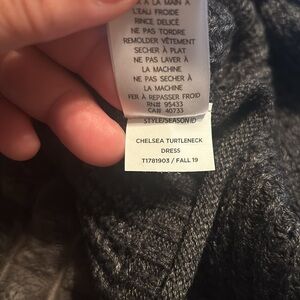 À LA MAIN À
L'EAU FROIDE
RINCE DELICÉ
NE PAS TORDRE
REMOLDER VÊTEMENT
SECHER À PLAT
NE PAS LAVER À
LA MACHINE
NE PAS SECHER À
LA MACHINE
FER À REPASSER FROID
RN# 95433
CA# 40733
STYLE/SEASON ID
CHELSEA TURTLENECK
DRESS
T1781903 / FALL 19